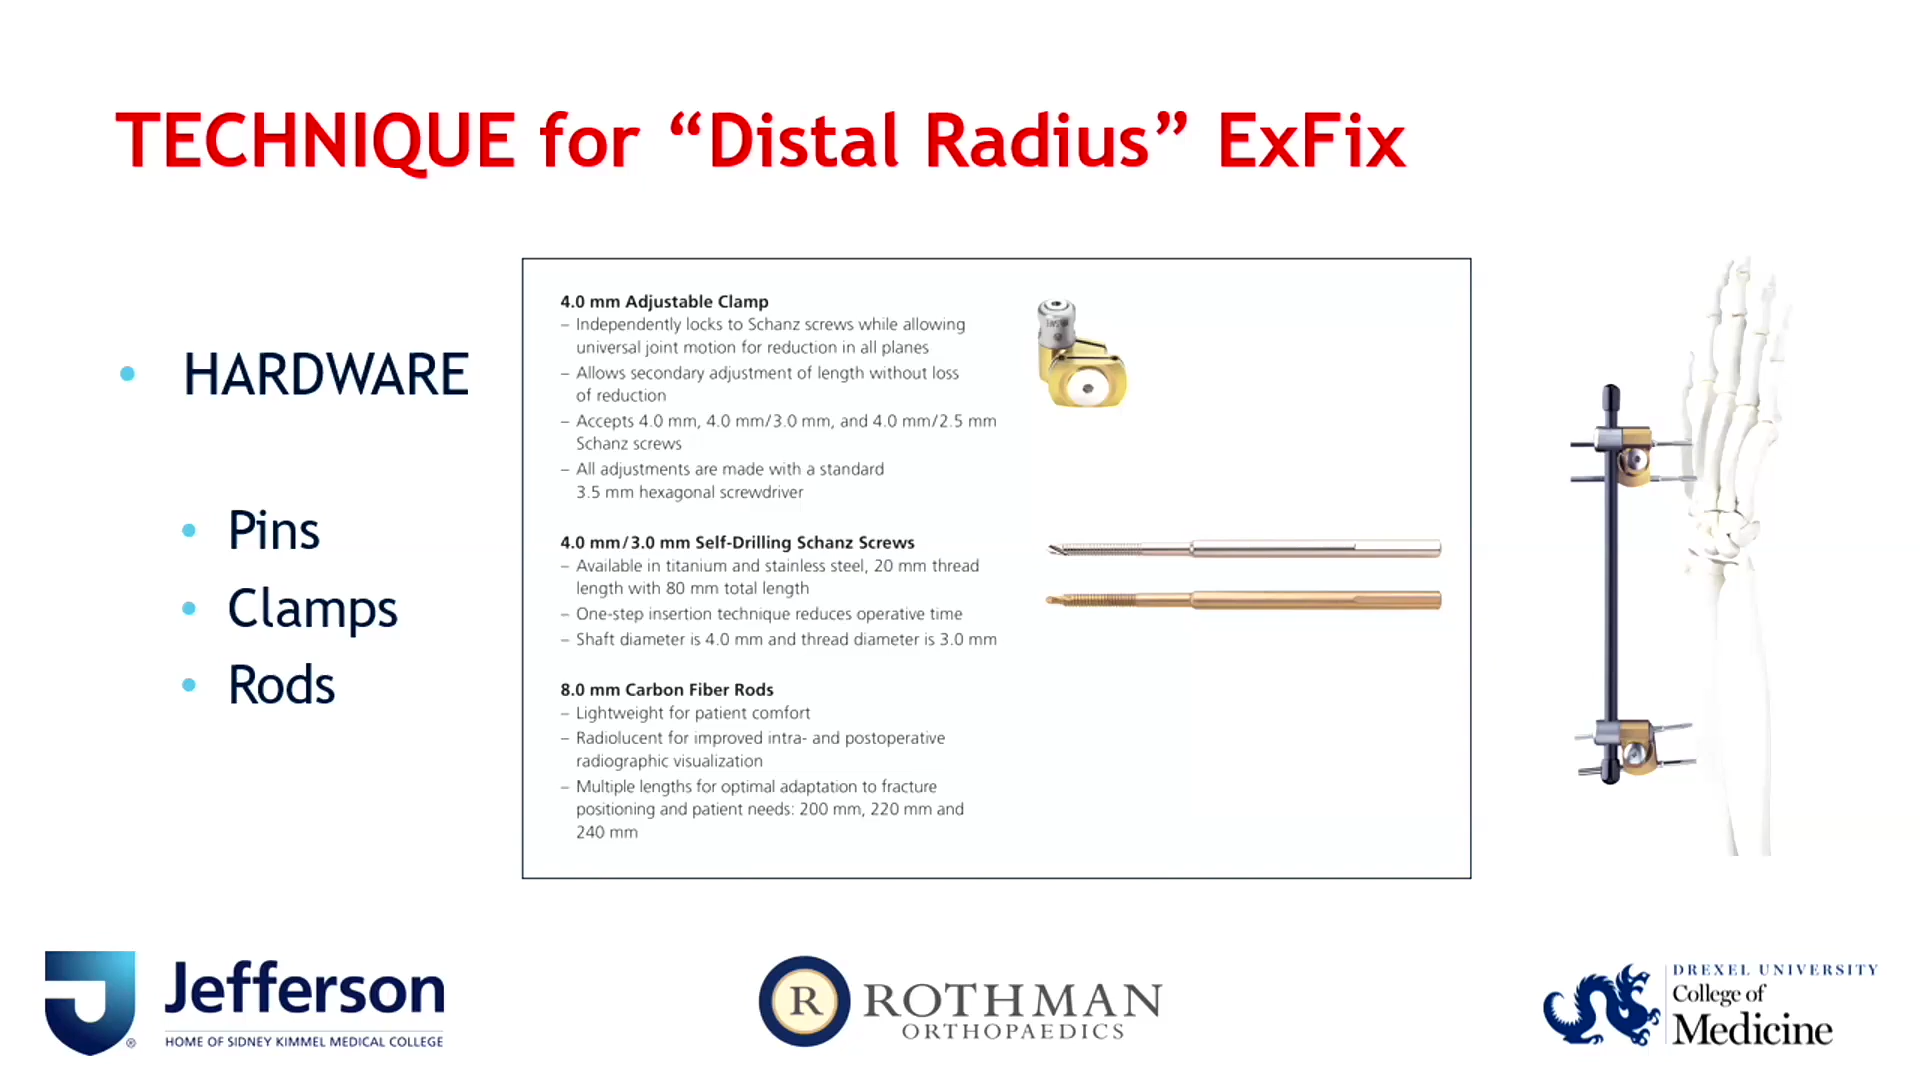 TECHNIQUE for “Distal Radius” ExFix
• HARDWARE
• Pins
• Clamps
• Rods
4.0 mm Adjustable Clamp
– Independently locks to Schanz screws while allowing
universal joint motion for reduction in all planes
– Allows secondary adjustment of length without loss
of reduction
– Accepts 4.0 mm, 4.0 mm/3.0 mm, and 4.0 mm/2.5 mm
Schanz screws
– All adjustments are made with a standard
3.5 mm hexagonal screwdriver
4.0 mm/3.0 mm Self-Drilling Schanz Screws
– Available in titanium and stainless steel, 20 mm thread
length with 80 mm total length
– One-step insertion technique reduces operative time
– Shaft diameter is 4.0 mm and thread diameter is 3.0 mm
8.0 mm Carbon Fiber Rods
– Lightweight for patient comfort
– Radiolucent for improved intra- and postoperative
radiographic visualization
– Multiple lengths for optimal adaptation to fracture
positioning and patient needs: 200 mm, 220 mm and
240 mm
Jefferson
®
HOME OF SIDNEY KIMMEL MEDICAL COLLEGE
R
ROTHMAN
ORTHOPAEDICS
DREXEL UNIVERSITY
College of
Medicine